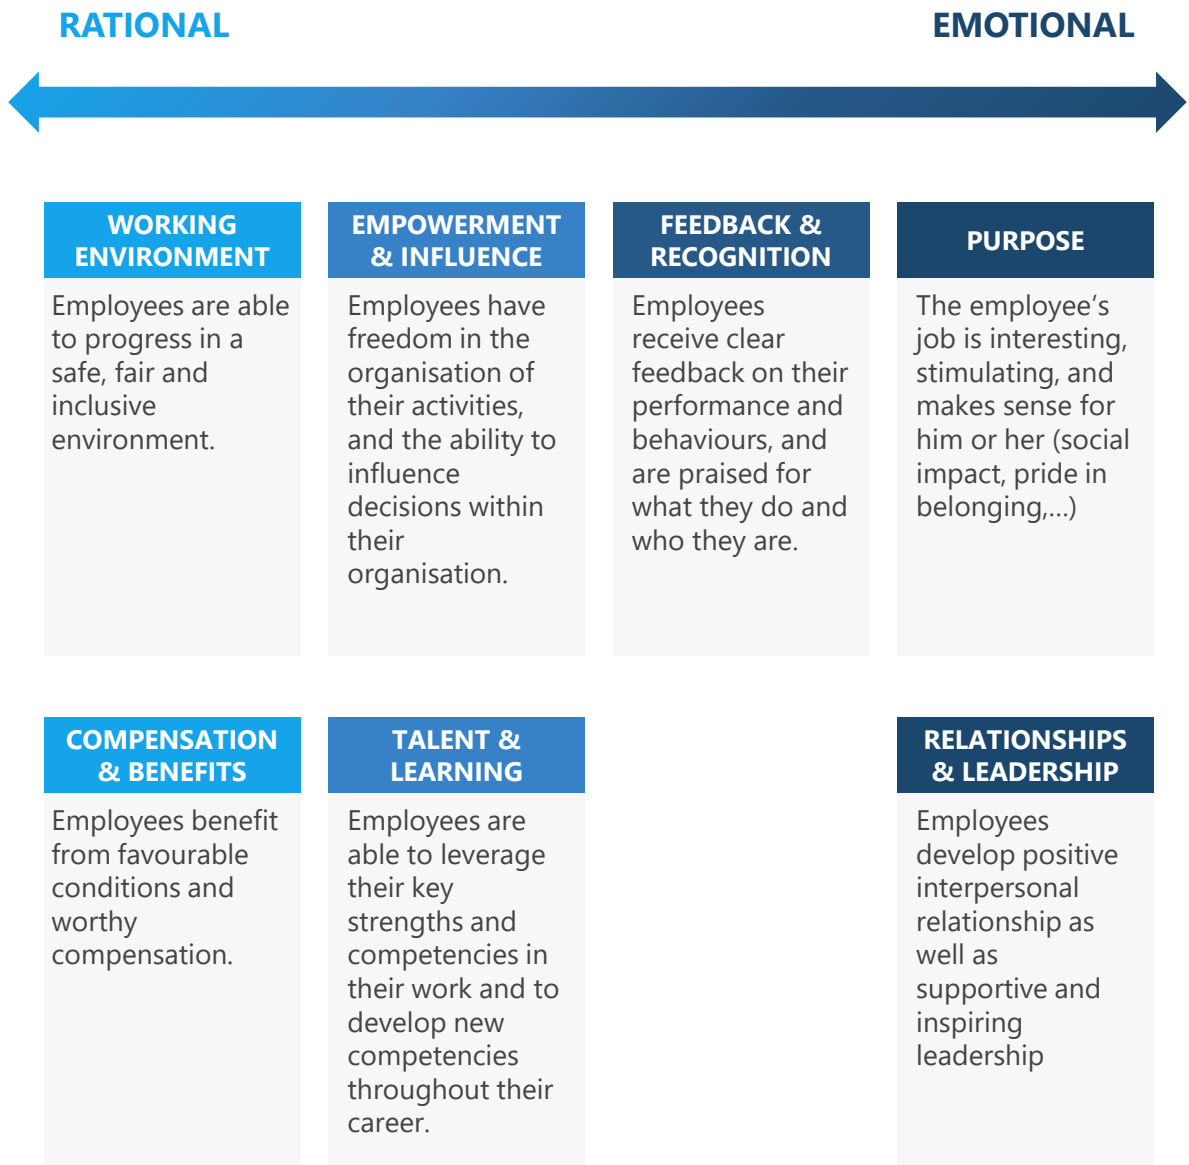 RATIONAL
EMOTIONAL
WORKING
ENVIRONMENT
Employees are able
to progress in a
safe, fair and
inclusive
environment.
EMPOWERMENT
& INFLUENCE
Employees have
freedom in the
organisation of
their activities,
and the ability to
influence
decisions within
their
organisation.
FEEDBACK &
RECOGNITION
Employees
receive clear
feedback on their
performance and
behaviours, and
are praised for
what they do and
who they are.
PURPOSE
The employee’s
job is interesting,
stimulating, and
makes sense for
him or her (social
impact, pride in
belonging,...)
COMPENSATION
& BENEFITS
Employees benefit
from favourable
conditions and
worthy
compensation.
TALENT &
LEARNING
Employees are
able to leverage
their key
strengths and
competencies in
their work and to
develop new
competencies
throughout their
career.
RELATIONSHIPS
& LEADERSHIP
Employees
develop positive
interpersonal
relationship as
well as
supportive and
inspiring
leadership